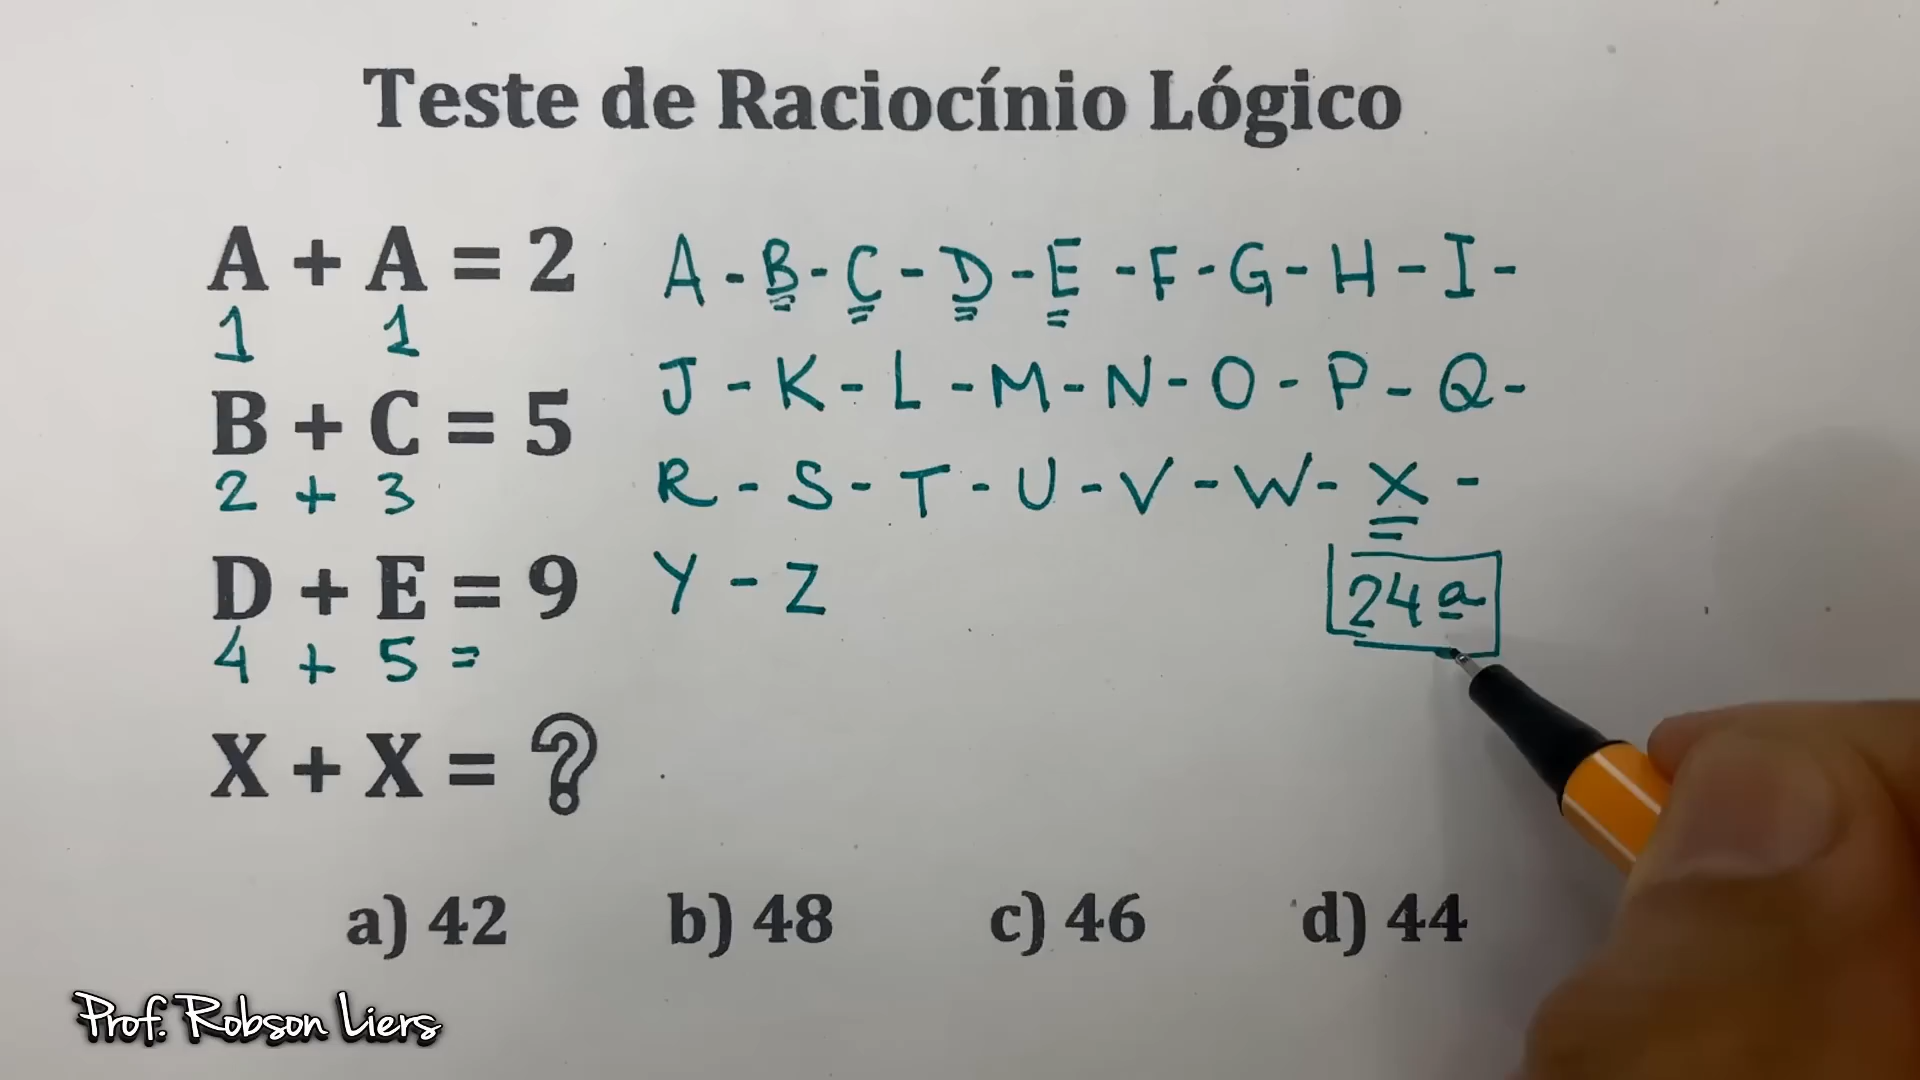 Teste de Raciocínio Lógico
A + A = 2
1 1
B + C = 5
2 + 3
D + E = 9
4 + 5 =
X + X = ?
A - B - C - D - E - F - G - H - I -
J - K - L - M - N - O - P - Q -
R - S - T - U - V - W - X -
Y - Z
24ª
a) 42 b) 48 c) 46 d) 44
Prof. Robson Liers